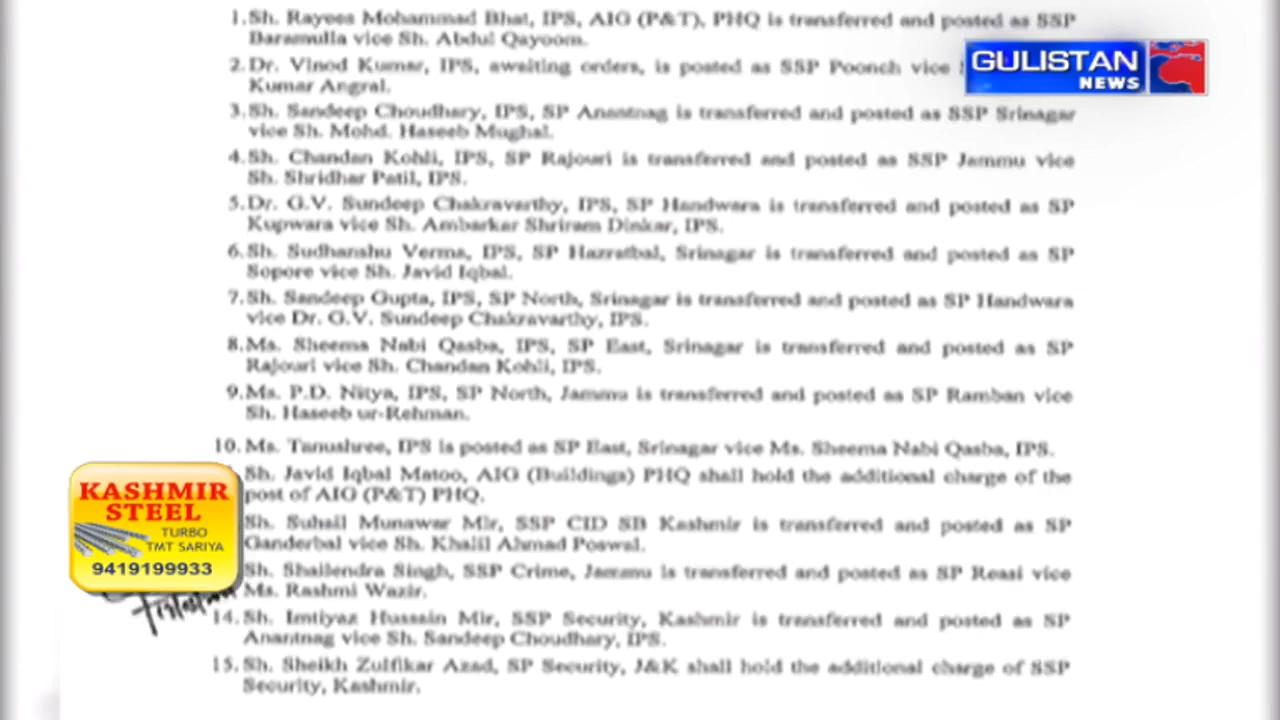 1. Sh. Rayees Mohammad Bhat, IPS, AIG (P&T), PHQ is transferred and posted as SSP
Baramulla vice Sh. Abdul Qayoom.
2. Dr. Vinod Kumar, IPS, awaiting orders, is posted as SSP Poonch vice
Kumar Angral.
GULISTAN
NEWS
3. Sh. Sandeep Choudhary, IPS, SP Anantnag is transferred and posted as SSP Srinagar
vice Sh. Mohd. Haseeb Mughal.
4. Sh. Chandan Kohli, IPS, SP Rajouri is transferred and posted as SSP Jammu vice
Sh. Shridhar Patil, IPS.
5. Dr. G.V. Sundeep Chakravarthy, IPS, SP Handwara is transferred and posted as SP
Kupwara vice Sh. Ambarkar Shriram Dinkar, IPS.
6. Sh. Sudhanshu Verma, IPS, SP Hazratbal, Srinagar is transferred and posted as SP
Sopore vice Sh. Javid Iqbal.
7. Sh. Sandeep Gupta, IPS, SP North, Srinagar is transferred and posted as SP Handwara
vice Dr. G.V. Sundeep Chakravarthy, IPS.
8. Ms. Sheema Nabi Qasba, IPS, SP East, Srinagar is transferred and posted as SP
Rajouri vice Sh. Chandan Kohli, IPS.
9. Ms. P.D. Nitya, IPS, SP North, Jammu is transferred and posted as SP Ramban vice
Sh. Haseeb ur-Rehman.
10. Ms. Tanushree, IPS is posted as SP East, Srinagar vice Ms. Sheema Nabi Qasba, IPS.
Sh. Javid Iqbal Matoo, AIG (Buildings) PHQ shall hold the additional charge of the
post of AIG (P&T) PHQ.
Sh. Suhail Munawar Mir, SSP CID SB Kashmir is transferred and posted as SP
Ganderbal vice Sh. Khalil Ahmad Poswal.
Sh. Shailendra Singh, SSP Crime, Jammu is transferred and posted as SP Reasi vice
Ms. Rashmi Wazir.
14. Sh. Imtiyaz Hussain Mir, SSP Security, Kashmir is transferred and posted as SP
Anantnag vice Sh. Sandeep Choudhary, IPS.
15. Sh. Sheikh Zulfikar Azad, SP Security, J&K shall hold the additional charge of SSP
Security, Kashmir.
KASHMIR
STEEL
TURBO
TMT SARIYA
9419199933